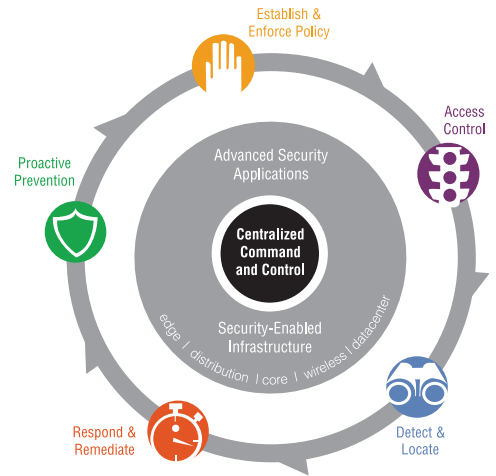 Establish &
Enforce Policy
Access
Control
Proactive
Prevention
Advanced Security
Applications
Centralized
Command
and Control
Security-Enabled
Infrastructure
edge | distribution | core | wireless | datacenter
Respond &
Remediate
Detect &
Locate